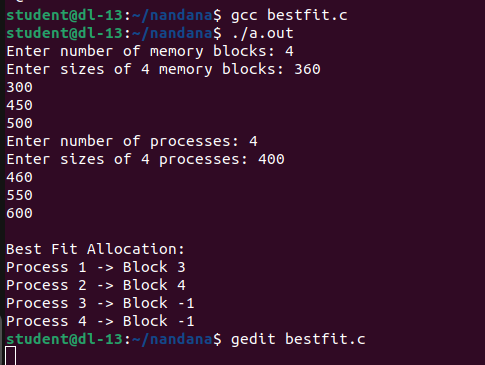 student@dl-13:~/nandana$ gcc bestfit.c
student@dl-13:~/nandana$ ./a.out
Enter number of memory blocks: 4
Enter sizes of 4 memory blocks: 360
300
450
500
Enter number of processes: 4
Enter sizes of 4 processes: 400
460
550
600

Best Fit Allocation:
Process 1 -> Block 3
Process 2 -> Block 4
Process 3 -> Block -1
Process 4 -> Block -1
student@dl-13:~/nandana$ gedit bestfit.c